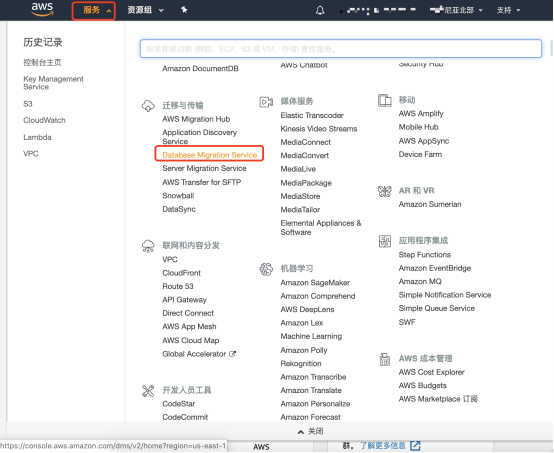 aws
服务
资源组
尼亚北部
支持
历史记录
控制台主页
Key Management
Service
S3
CloudWatch
Lambda
VPC
按名称或功能 (例如，EC2、S3 或 VM、存储) 查找服务。
Amazon DocumentDB
迁移与传输
AWS Migration Hub
Application Discovery
Service
Database Migration Service
Server Migration Service
AWS Transfer for SFTP
Snowball
DataSync
联网和内容分发
VPC
CloudFront
Route 53
API Gateway
Direct Connect
AWS App Mesh
AWS Cloud Map
Global Accelerator
开发人员工具
CodeStar
CodeCommit
AWS Chatbot
媒体服务
Elastic Transcoder
Kinesis Video Streams
MediaConnect
MediaConvert
MediaLive
MediaPackage
MediaStore
MediaTailor
Elemental Appliances &
Software
机器学习
Amazon SageMaker
Amazon Comprehend
AWS DeepLens
Amazon Lex
Machine Learning
Amazon Polly
Rekognition
Amazon Transcribe
Amazon Translate
Amazon Personalize
Amazon Forecast
Security Hub
移动
AWS Amplify
Mobile Hub
AWS AppSync
Device Farm
AR 和 VR
Amazon Sumerian
应用程序集成
Step Functions
Amazon EventBridge
Amazon MQ
Simple Notification Service
Simple Queue Service
SWF
AWS 成本管理
AWS Cost Explorer
AWS Budgets
AWS Marketplace 订阅
关闭
https://console.aws.amazon.com/dms/v2/home?region=us-east-1
AWS
群。了解更多信息